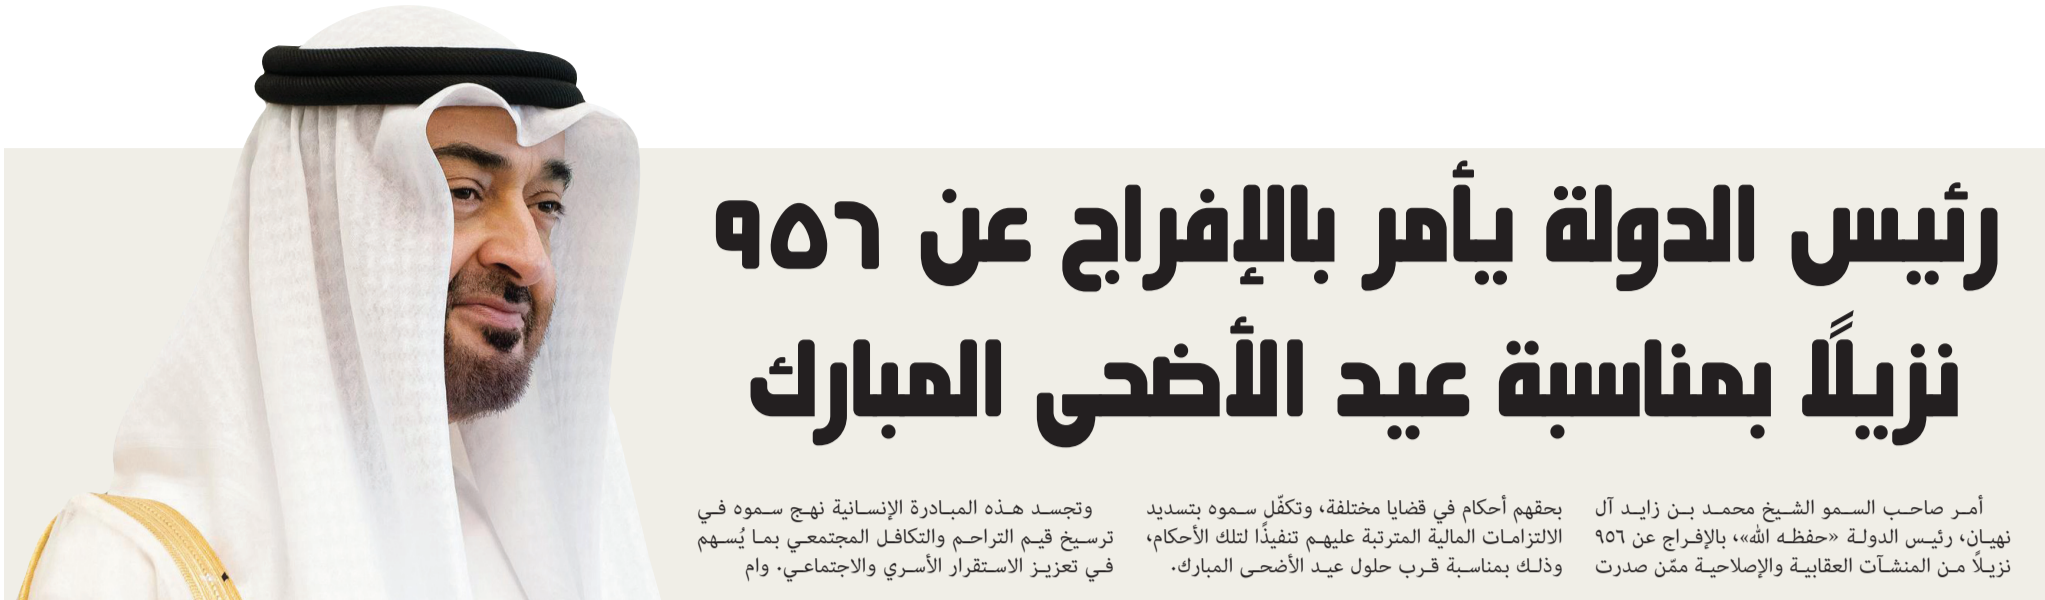 رئيس الدولة يأمر بالإفراج عن ٩٥٦
نزيلًا بمناسبة عيد الأضحى المبارك
أمر صاحب السمو الشيخ محمد بن زايد آل
نهيان، رئيس الدولة «حفظه الله»، بالإفراج عن ٩٥٦
نزيلًا من المنشآت العقابية والإصلاحية ممّن صدرت
بحقهم أحكام في قضايا مختلفة، وتكفّل سموه بتسديد
الالتزامات المالية المترتبة عليهم تنفيذًا لتلك الأحكام،
وذلك بمناسبة قرب حلول عيد الأضحى المبارك.
وتجسد هذه المبادرة الإنسانية نهج سموه في
ترسيخ قيم التراحم والتكافل المجتمعي بما يُسهم
في تعزيز الاستقرار الأسري والاجتماعي. وام